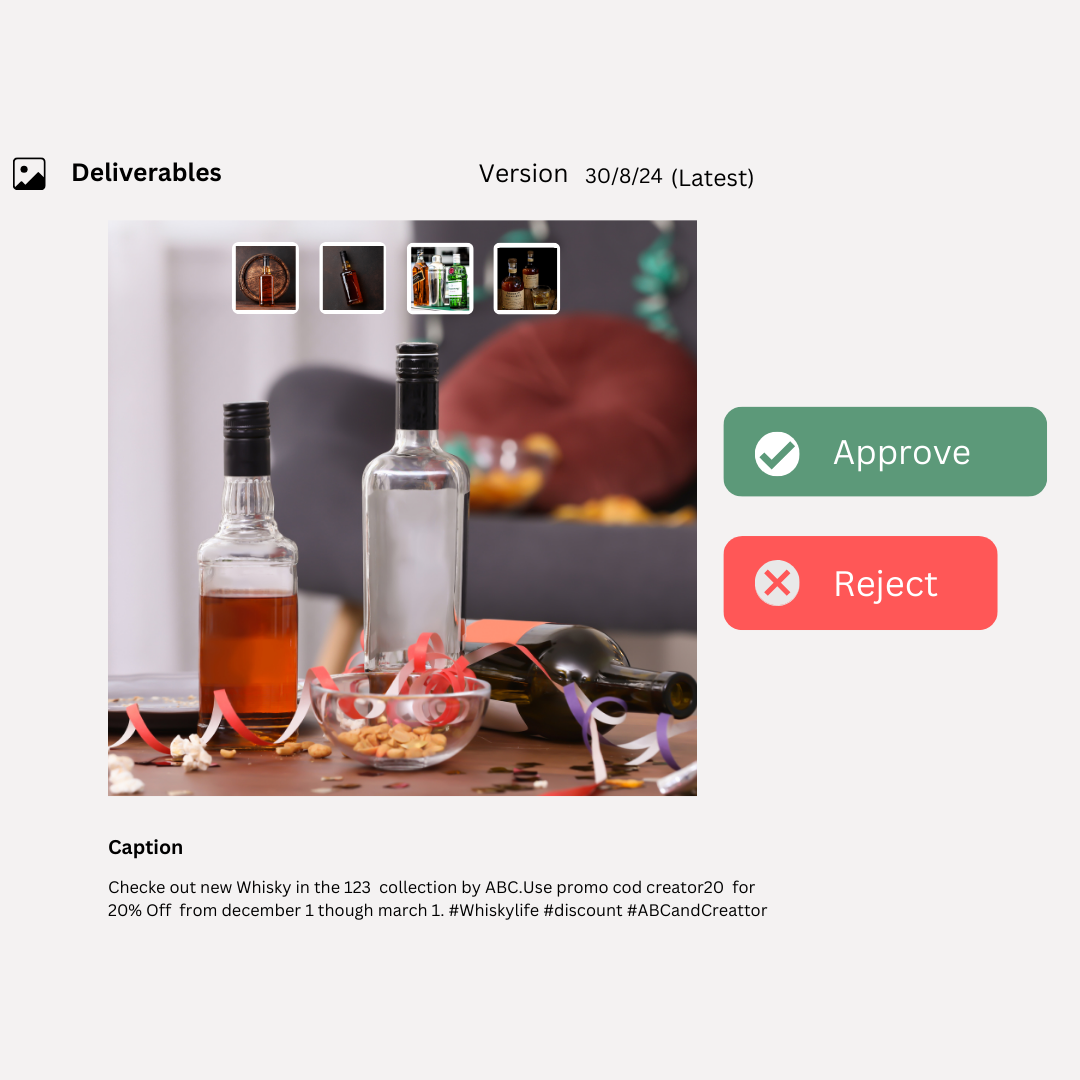 Deliverables
Version 30/8/24 (Latest)
Approve
Reject
Caption
Checke out new Whisky in the 123 collection by ABC.Use promo cod creator20 for
20% Off from december 1 though march 1. #Whiskylife #discount #ABCandCreattor